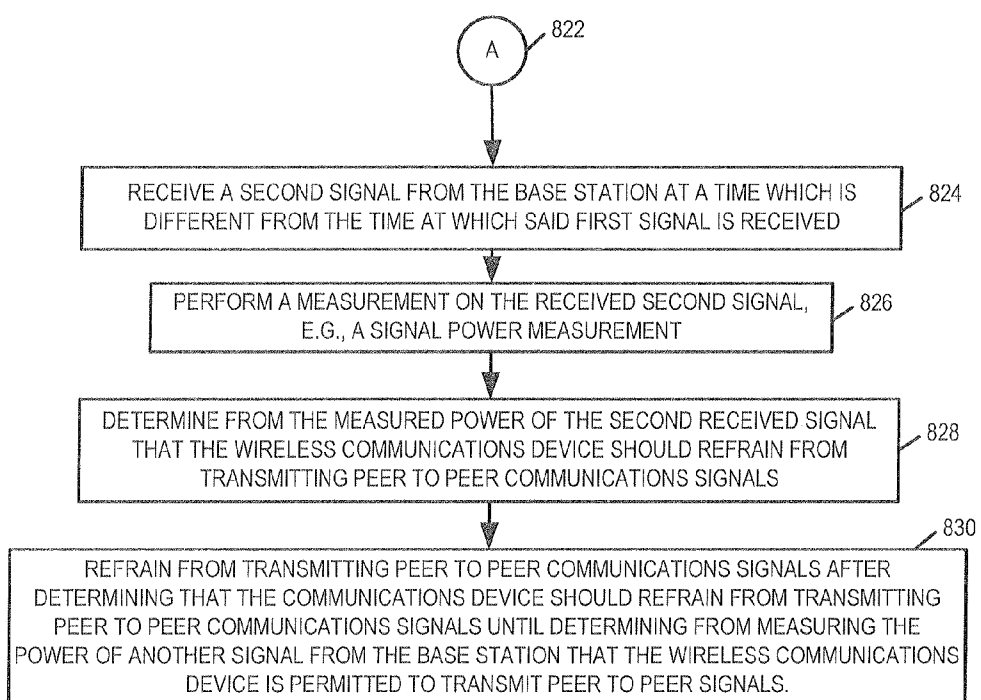 A
822
RECEIVE A SECOND SIGNAL FROM THE BASE STATION AT A TIME WHICH IS
DIFFERENT FROM THE TIME AT WHICH SAID FIRST SIGNAL IS RECEIVED
824
PERFORM A MEASUREMENT ON THE RECEIVED SECOND SIGNAL,
E.G., A SIGNAL POWER MEASUREMENT
826
DETERMINE FROM THE MEASURED POWER OF THE SECOND RECEIVED SIGNAL
THAT THE WIRELESS COMMUNICATIONS DEVICE SHOULD REFRAIN FROM
TRANSMITTING PEER TO PEER COMMUNICATIONS SIGNALS
828
830
REFRAIN FROM TRANSMITTING PEER TO PEER COMMUNICATIONS SIGNALS AFTER
DETERMINING THAT THE COMMUNICATIONS DEVICE SHOULD REFRAIN FROM TRANSMITTING
PEER TO PEER COMMUNICATIONS SIGNALS UNTIL DETERMINING FROM MEASURING THE
POWER OF ANOTHER SIGNAL FROM THE BASE STATION THAT THE WIRELESS COMMUNICATIONS
DEVICE IS PERMITTED TO TRANSMIT PEER TO PEER SIGNALS.